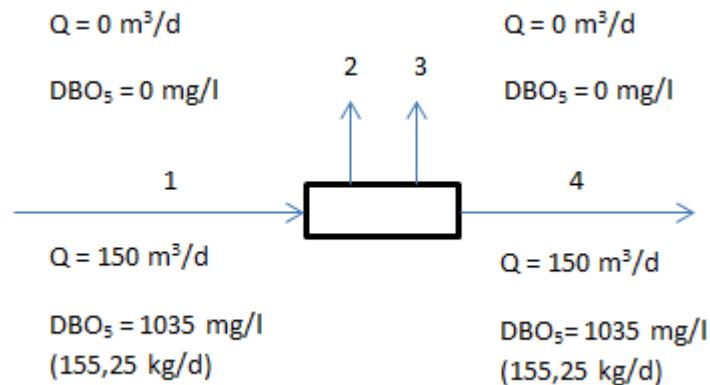 Q = 0 m³/d
DBO₅ = 0 mg/l
2
3
Q = 0 m³/d
DBO₅ = 0 mg/l
1
4
Q = 150 m³/d
DBO₅ = 1035 mg/l
(155,25 kg/d)
Q = 150 m³/d
DBO₅= 1035 mg/l
(155,25 kg/d)